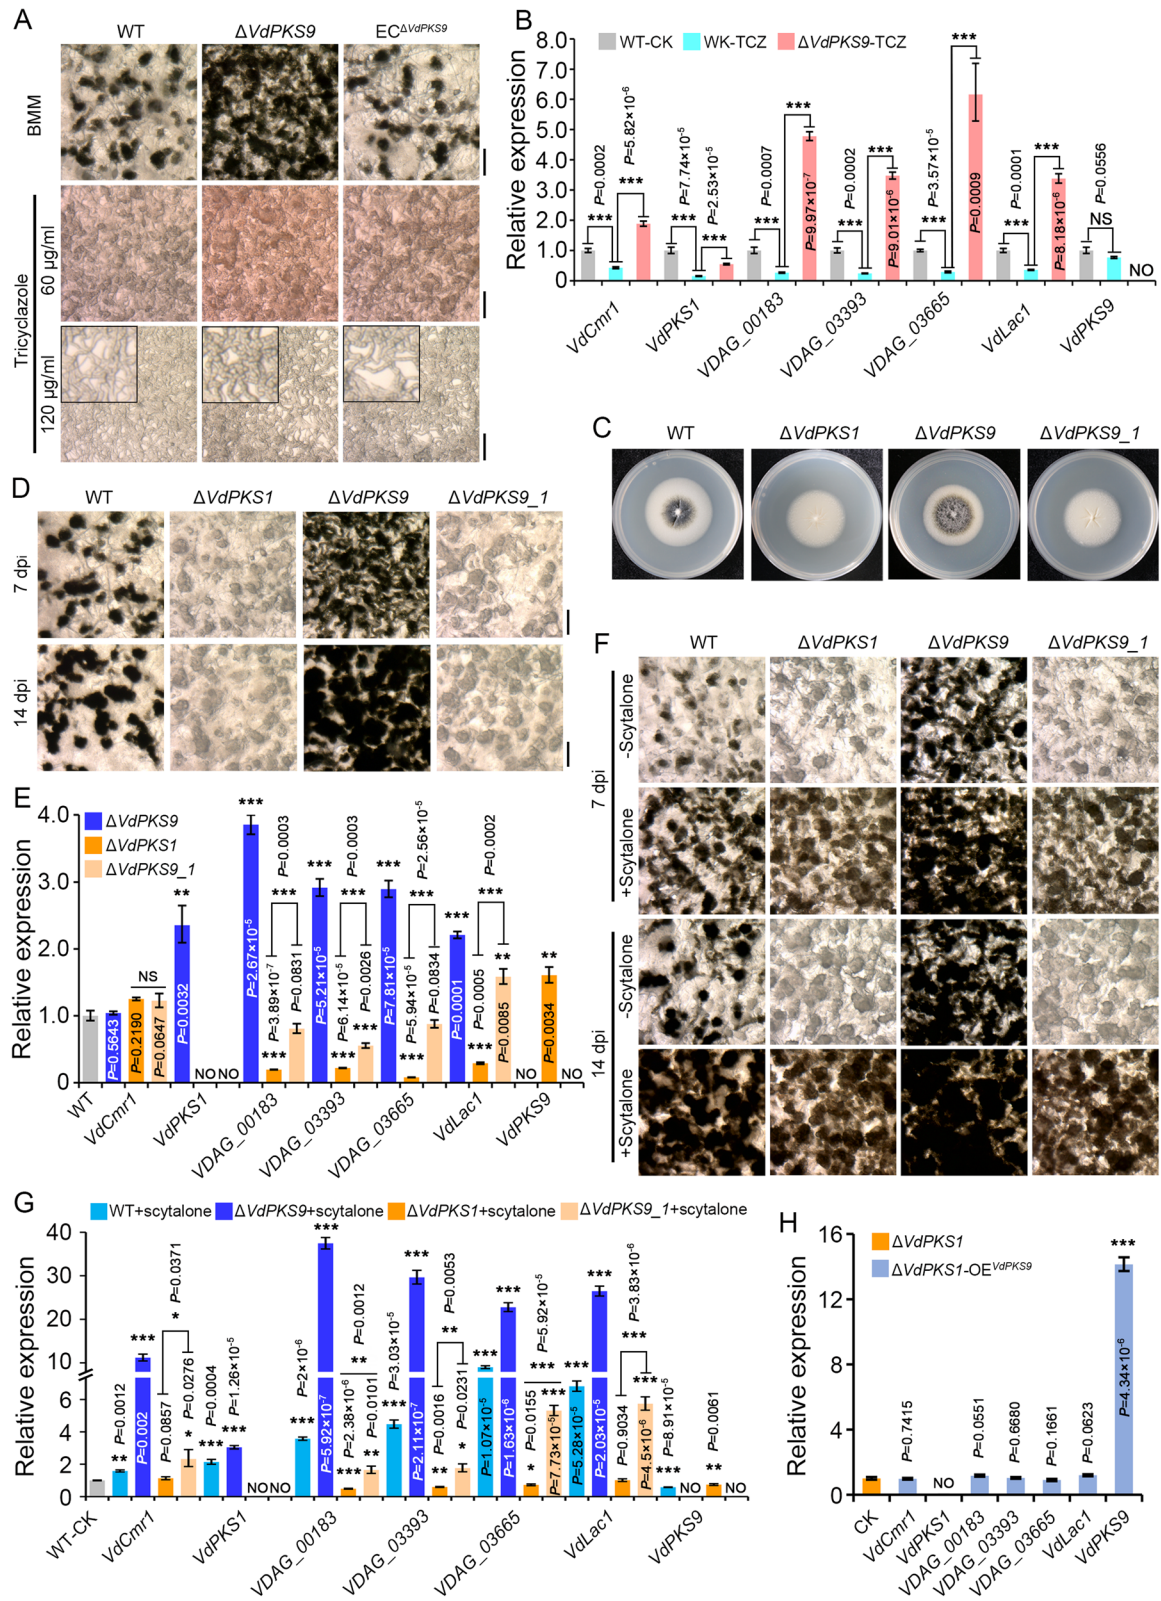 A
WT
ΔVdPKS9
EC^ΔVdPKS9
BMM
Tricyclazole
60 μg/ml
120 μg/ml
B
Relative expression
WT-CK
WK-TCZ
ΔVdPKS9-TCZ
8.0
7.0
6.0
5.0
4.0
3.0
2.0
1.0
0
P=0.0002
***
P=5.82×10⁻⁶
***
P=7.74×10⁻⁵
***
P=2.53×10⁻⁵
***
P=0.0007
***
P=9.97×10⁻⁷
***
P=0.0002
***
P=9.01×10⁻⁶
***
P=3.57×10⁻⁵
***
P=0.0009
***
P=0.0001
***
P=8.18×10⁻⁶
***
P=0.0556
NS
NO
VdCmr1
VdPKS1
VDAG_00183
VDAG_03393
VDAG_03665
VdLac1
VdPKS9
C
WT
ΔVdPKS1
ΔVdPKS9
ΔVdPKS9_1
D
WT
ΔVdPKS1
ΔVdPKS9
ΔVdPKS9_1
7 dpi
14 dpi
E
Relative expression
ΔVdPKS9
ΔVdPKS1
ΔVdPKS9_1
4.0
3.0
2.0
1.0
0
P=0.5643
P=0.2190
P=0.0647
NS
P=0.0032
**
NO
NO
P=2.67×10⁻⁵
***
P=3.89×10⁻⁷
***
P=0.0831
P=0.0003
***
P=5.21×10⁻⁵
***
P=6.14×10⁻⁵
***
P=0.0026
***
P=0.0003
***
P=7.81×10⁻⁵
***
P=5.94×10⁻⁵
***
P=0.0834
P=2.56×10⁻⁵
***
P=0.0001
***
P=0.0005
***
P=0.0085
**
P=0.0002
***
NO
P=0.0034
**
NO
WT
VdCmr1
VdPKS1
VDAG_00183
VDAG_03393
VDAG_03665
VdLac1
VdPKS9
F
WT
ΔVdPKS1
ΔVdPKS9
ΔVdPKS9_1
7 dpi
-Scytalone
+Scytalone
14 dpi
-Scytalone
+Scytalone
G
Relative expression
WT+scytalone
ΔVdPKS9+scytalone
ΔVdPKS1+scytalone
ΔVdPKS9_1+scytalone
40
30
20
10
6
4
2
0
P=0.0012
**
P=0.002
***
P=0.0857
P=0.0276
*
P=0.0371
*
P=0.0004
***
P=1.26×10⁻⁵
***
NO
NO
P=2×10⁻⁶
***
P=5.92×10⁻⁷
***
P=2.38×10⁻⁶
***
P=0.0101
**
P=0.0012
**
P=3.03×10⁻⁵
***
P=2.11×10⁻⁷
***
P=0.0016
**
P=0.0231
*
P=0.0053
**
P=1.07×10⁻⁵
***
P=1.63×10⁻⁶
***
P=0.0155
*
P=7.73×10⁻⁵
***
P=5.92×10⁻⁵
***
P=5.28×10⁻⁵
***
P=2.03×10⁻⁵
***
P=0.9034
P=4.5×10⁻⁶
***
P=3.83×10⁻⁶
***
P=8.91×10⁻⁵
***
NO
P=0.0061
**
NO
WT-CK
VdCmr1
VdPKS1
VDAG_00183
VDAG_03393
VDAG_03665
VdLac1
VdPKS9
H
Relative expression
ΔVdPKS1
ΔVdPKS1-OE^VdPKS9
16
12
8
4
0
P=0.7415
NO
P=0.0551
P=0.6680
P=0.1661
P=0.0623
P=4.34×10⁻⁶
***
CK
VdCmr1
VdPKS1
VDAG_00183
VDAG_03393
VDAG_03665
VdLac1
VdPKS9